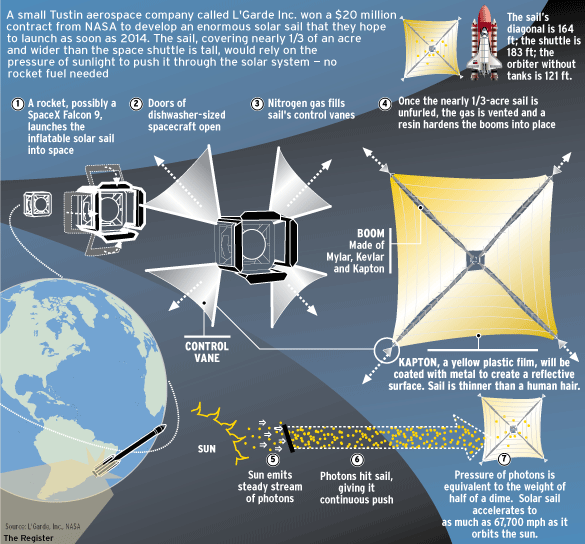 A small Tustin aerospace company called L'Garde Inc. won a $20 million
contract from NASA to develop an enormous solar sail that they hope
to launch as soon as 2014. The sail, covering nearly 1/3 of an acre
and wider than the space shuttle is tall, would rely on the
pressure of sunlight to push it through the solar system — no
rocket fuel needed
The sail's
diagonal is 164
ft; the shuttle is
183 ft; the
orbiter without
tanks is 121 ft.
1 A rocket, possibly a
SpaceX Falcon 9,
launches the
inflatable solar sail
into space
2 Doors of
dishwasher-sized
spacecraft open
3 Nitrogen gas fills
sail's control vanes
4 Once the nearly 1/3-acre sail is
unfurled, the gas is vented and a
resin hardens the booms into place
BOOM
Made of
Mylar, Kevlar
and Kapton
CONTROL
VANE
KAPTON, a yellow plastic film, will be
coated with metal to create a reflective
surface. Sail is thinner than a human hair.
SUN
5
Sun emits
steady stream
of photons
6
Photons hit sail,
giving it
continuous push
7
Pressure of photons is
equivalent to the weight of
half of a dime. Solar sail
accelerates to
as much as 67,700 mph as it
orbits the sun.
Source: L'Garde, Inc., NASA
The Register